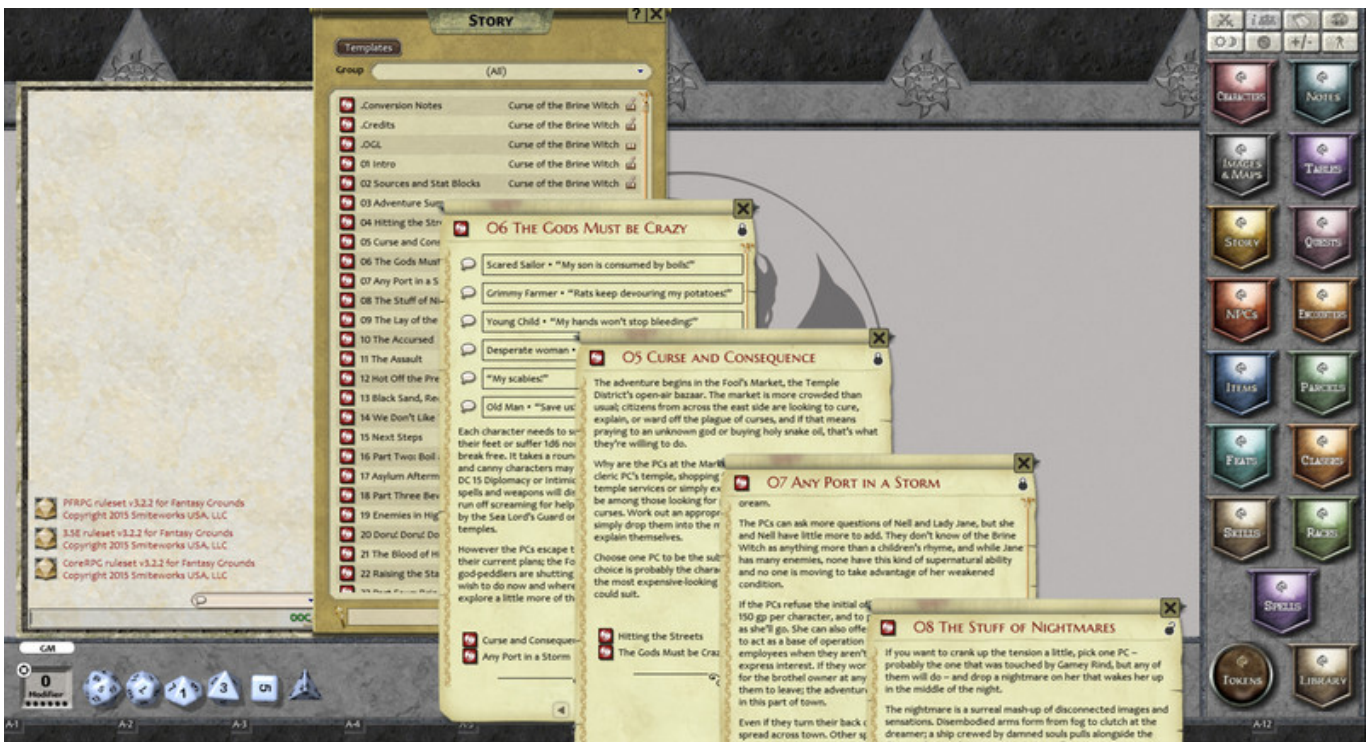 STORY
? X
Templates
Group (All)
.Conversion Notes Curse of the Brine Witch
.Credits Curse of the Brine Witch
.OGL Curse of the Brine Witch
01 Intro Curse of the Brine Witch
02 Sources and Stat Blocks Curse of the Brine Witch
03 Adventure Sum
04 Hitting the Str
05 Curse and Cons
06 The Gods Must
07 Any Port in a S
08 The Stuff of Ni
09 The Lay of the
10 The Accursed
11 The Assault
12 Hot Off the Pre
13 Black Sand, Re
14 We Don't Like
15 Next Steps
16 Part Two: Boil
17 Asylum Afterm
18 Part Three Bev
19 Enemies in Hig
20 Doru! Doru! Do
21 The Blood of H
22 Raising the Sta
PFRPG ruleset v3.2.2 for Fantasy Grounds
Copyright 2015 Smiteworks USA, LLC
3.5E ruleset v3.2.2 for Fantasy Grounds
Copyright 2015 Smiteworks USA, LLC
CoreRPG ruleset v3.2.2 for Fantasy Grounds
Copyright 2015 Smiteworks USA, LLC
OOC
GM
0
Modifier
06 THE GODS MUST BE CRAZY
Scared Sailor • "My son is consumed by boils!"
Grimmy Farmer • "Rats keep devouring my potatoes!"
Young Child • "My hands won't stop bleeding!"
Desperate woman •
"My scabies!"
Old Man • "Save us
Each character needs to s
their feet or suffer 1d6 no
break free. It takes a roun
and canny characters may
DC 15 Diplomacy or Intimi
spells and weapons will di
run off screaming for help
by the Sea Lord's Guard or
temples.
However the PCs escape t
their current plans; the Fo
god-peddlers are shutting
wish to do now and where
explore a little more of th
Curse and Consequen
Any Port in a Storm
05 CURSE AND CONSEQUENCE
The adventure begins in the Fool's Market, the Temple
District's open-air bazaar. The market is more crowded than
usual; citizens from across the east side are looking to cure,
explain, or ward off the plague of curses, and if that means
praying to an unknown god or buying holy snake oil, that's what
they're willing to do.
Why are the PCs at the Mark
cleric PC's temple, shopping
temple services or simply ex
be among those looking for
curses. Work out an appropr
simply drop them into the m
explain themselves.
Choose one PC to be the sub
choice is probably the chara
the most expensive-looking
could suit.
Hitting the Streets
The Gods Must be Craz
07 ANY PORT IN A STORM
The PCs can ask more questions of Nell and Lady Jane, but she
and Nell have little more to add. They don't know of the Brine
Witch as anything more than a children's rhyme, and while Jane
has many enemies, none have this kind of supernatural ability
and no one is moving to take advantage of her weakened
condition.
If the PCs refuse the initial of
150 gp per character, and to p
as she'll go. She can also offe
to act as a base of operation
employees when they aren't
express interest. If they wor
for the brothel owner at any
them to leave; the adventure
in this part of town.
Even if they turn their back o
spread across town. Other sp
08 THE STUFF OF NIGHTMARES
If you want to crank up the tension a little, pick one PC –
probably the one that was touched by Gamey Rind, but any of
them will do – and drop a nightmare on her that wakes her up
in the middle of the night.
The nightmare is a surreal mash-up of disconnected images and
sensations. Disembodied arms form from fog to clutch at the
dreamer; a ship crewed by damned souls pulls alongside the
+/-
CHARACTERS
NOTES
IMAGES & MAPS
TABLES
STORY
QUESTS
NPCS
ENCOUNTERS
ITEMS
PARCELS
FEATS
CLASSES
SKILLS
RACES
SPELLS
TOKENS
LIBRARY
A-1 A-2 A-3 A-4 A-12